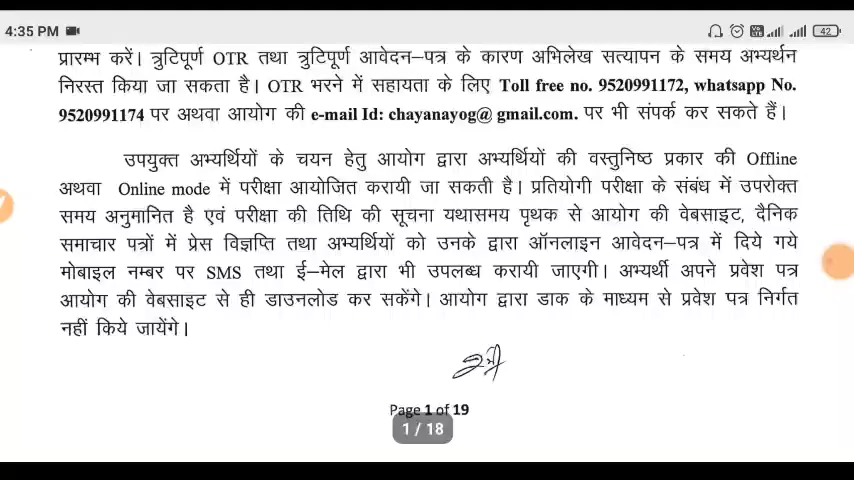 4:35 PM
42
प्रारम्भ करें। त्रुटिपूर्ण OTR तथा त्रुटिपूर्ण आवेदन–पत्र के कारण अभिलेख सत्यापन के समय अभ्यर्थन
निरस्त किया जा सकता है। OTR भरने में सहायता के लिए Toll free no. 9520991172, whatsapp No.
9520991174 पर अथवा आयोग की e-mail Id: chayanayog@ gmail.com. पर भी संपर्क कर सकते हैं।
उपयुक्त अभ्यर्थियों के चयन हेतु आयोग द्वारा अभ्यर्थियों की वस्तुनिष्ठ प्रकार की Offline
अथवा Online mode में परीक्षा आयोजित करायी जा सकती है। प्रतियोगी परीक्षा के संबंध में उपरोक्त
समय अनुमानित है एवं परीक्षा की तिथि की सूचना यथासमय पृथक से आयोग की वेबसाइट, दैनिक
समाचार पत्रों में प्रेस विज्ञप्ति तथा अभ्यर्थियों को उनके द्वारा ऑनलाइन आवेदन–पत्र में दिये गये
मोबाइल नम्बर पर SMS तथा ई–मेल द्वारा भी उपलब्ध करायी जाएगी। अभ्यर्थी अपने प्रवेश पत्र
आयोग की वेबसाइट से ही डाउनलोड कर सकेंगे। आयोग द्वारा डाक के माध्यम से प्रवेश पत्र निर्गत
नहीं किये जायेंगे।
Page 1 of 19
1 / 18